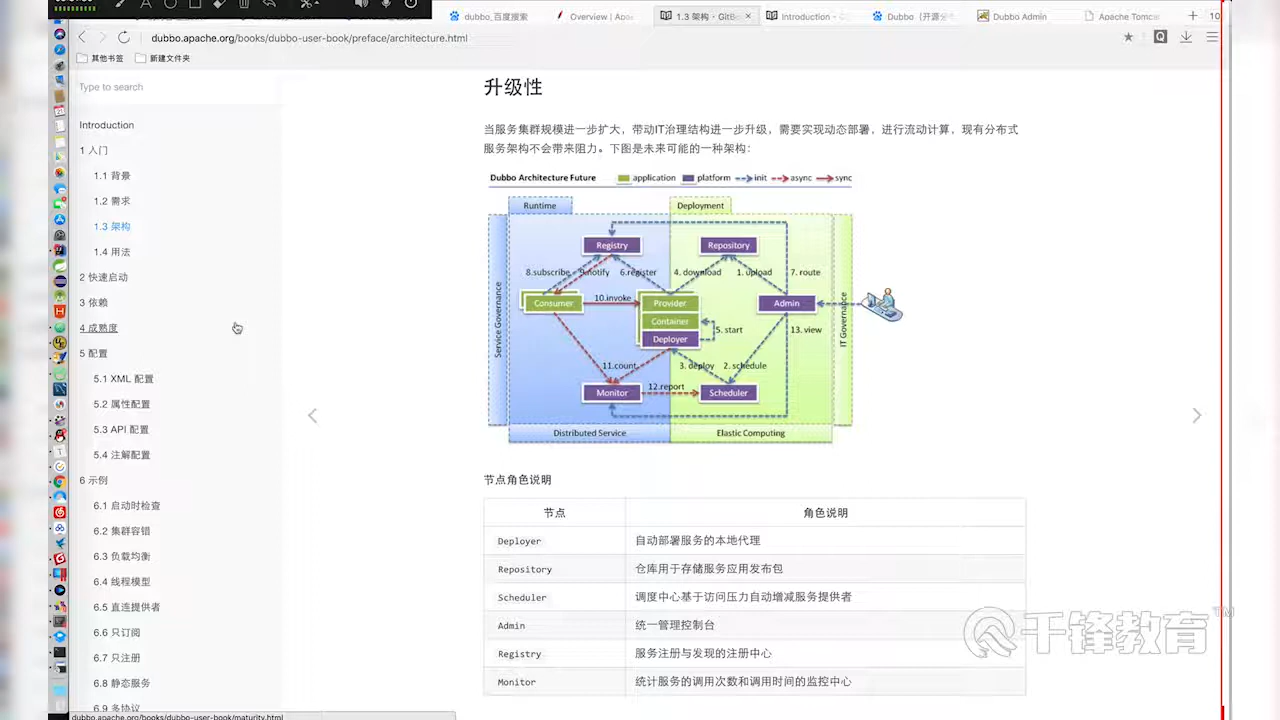 dubbo_百度搜索
Overview | Apac
1.3 架构 · GitBo
Introduction - G
Dubbo (开源分
Dubbo Admin
Apache Tomcat
10
dubbo.apache.org/books/dubbo-user-book/preface/architecture.html
其他书签
新建文件夹
Type to search
Introduction
1 入门
1.1 背景
1.2 需求
1.3 架构
1.4 用法
2 快速启动
3 依赖
4 成熟度
5 配置
5.1 XML 配置
5.2 属性配置
5.3 API 配置
5.4 注解配置
6 示例
6.1 启动时检查
6.2 集群容错
6.3 负载均衡
6.4 线程模型
6.5 直连提供者
6.6 只订阅
6.7 只注册
6.8 静态服务
6.9 多协议
dubbo.apache.org/books/dubbo-user-book/maturity.html
升级性
当服务集群规模进一步扩大，带动IT治理结构进一步升级，需要实现动态部署，进行流动计算，现有分布式
服务架构不会带来阻力。下图是未来可能的一种架构：
Dubbo Architecture Future
application
platform
init
async
sync
Runtime
Deployment
Registry
Repository
8.subscribe
9.notify
6.register
4. download
1. upload
7. route
Consumer
10.invoke
Provider
Admin
Container
Deployer
5. start
13. view
Service Governance
IT Governance
11.count
3. deploy
2. schedule
Monitor
12.report
Scheduler
Distributed Service
Elastic Computing
节点角色说明
节点 角色说明
Deployer 自动部署服务的本地代理
Repository 仓库用于存储服务应用发布包
Scheduler 调度中心基于访问压力自动增减服务提供者
Admin 统一管理控制台
Registry 服务注册与发现的注册中心
Monitor 统计服务的调用次数和调用时间的监控中心
千锋教育™